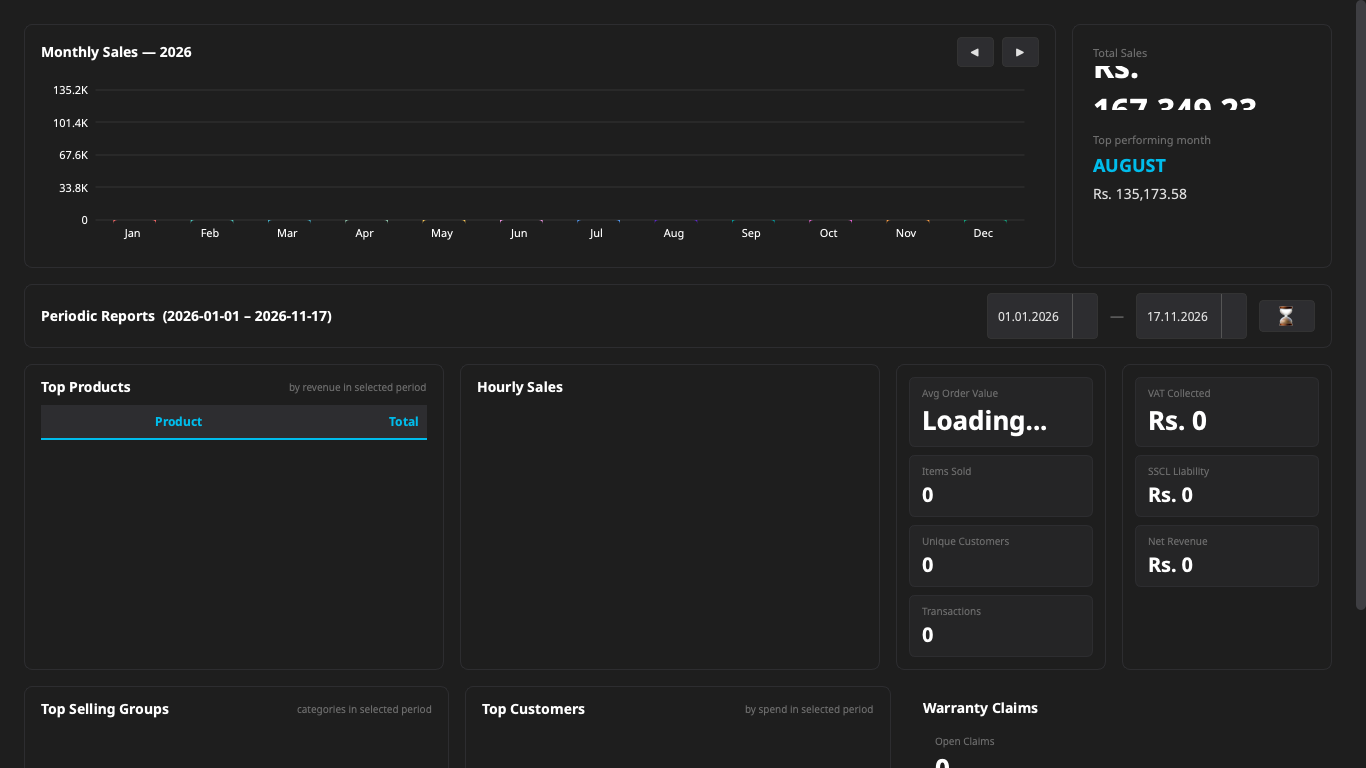 Monthly Sales — 2026
◄
►
135.2K
101.4K
67.6K
33.8K
0
Jan
Feb
Mar
Apr
May
Jun
Jul
Aug
Sep
Oct
Nov
Dec
Total Sales
Rs.
167,349.23
Top performing month
AUGUST
Rs. 135,173.58
Periodic Reports (2026-01-01 – 2026-11-17)
01.01.2026
—
17.11.2026
Top Products
by revenue in selected period
Product
Total
Hourly Sales
Avg Order Value
Loading...
Items Sold
0
Unique Customers
0
Transactions
0
VAT Collected
Rs. 0
SSCL Liability
Rs. 0
Net Revenue
Rs. 0
Top Selling Groups
categories in selected period
Top Customers
by spend in selected period
Warranty Claims
Open Claims
0